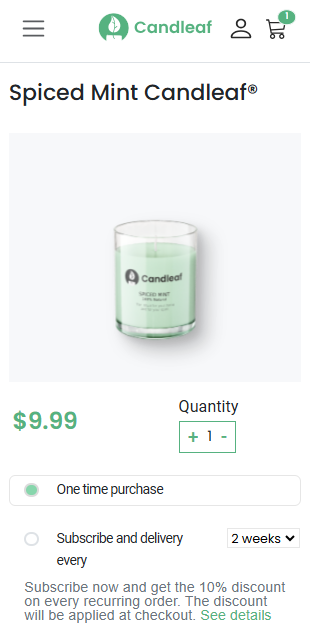 Candleaf
1
Spiced Mint Candleaf®
Candleaf
SPICED MINT
100% Natural
$9.99
Quantity
+ 1 -
One time purchase
Subscribe and delivery
every
2 weeks
Subscribe now and get the 10% discount
on every recurring order. The discount
will be applied at checkout. See details